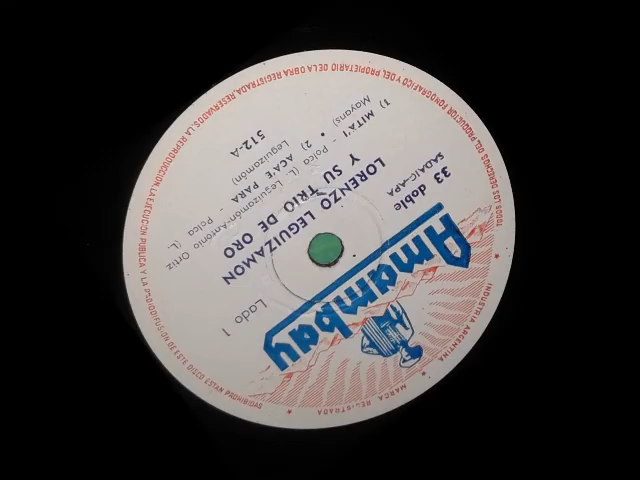 Amambay
INDUSTRIA ARGENTINA
MARCA REGISTRADA
33 doble
SADAIC-APA
Lado 1
LORENZO LEGUIZAMON
Y SU TRIO DE ORO
1) MITA'I - Polca (L. Leguizamón-Antonio Ortiz
Mayans) • 2) ACA'E PARA - Polca (L.
Leguizamón)
512-A
TODOS LOS DERECHOS DEL PRODUCTOR FONOGRAFICO Y DEL PROPIETARIO DE LA OBRA REGISTRADA, RESERVADOS. LA REPRODUCCION, LA EJECUCION PUBLICA Y LA RADIODIFUSION DE ESTE DISCO ESTAN PROHIBIDAS